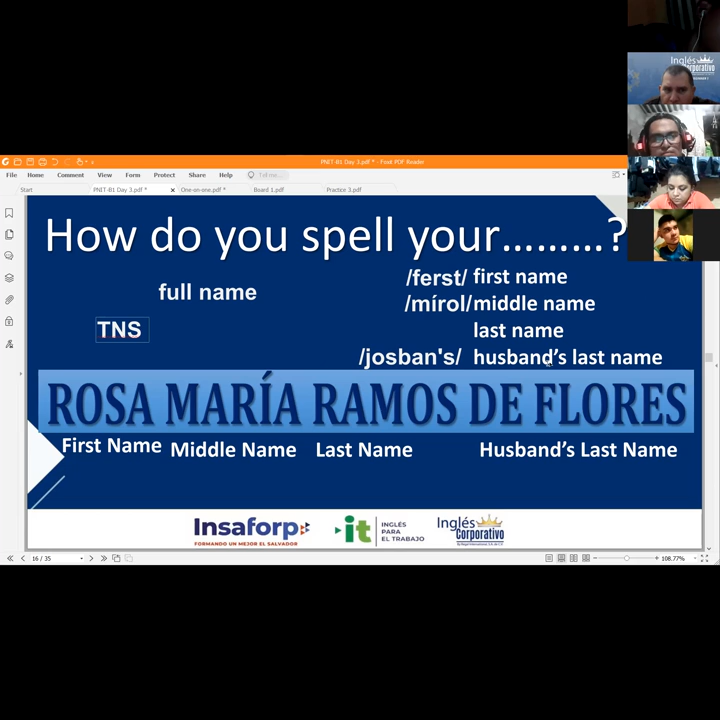 PNIT-B1 Day 3.pdf * - Foxit PDF Reader
File Home Comment View Form Protect Share Help Tell me...
Start PNIT-B1 Day 3.pdf * One-on-one.pdf * Board 1.pdf Practice 3.pdf
How do you spell your.........?
full name
/ferst/ first name
/mírol/ middle name
TNS
last name
/josban's/ husband's last name
ROSA MARÍA RAMOS DE FLORES
First Name Middle Name Last Name Husband's Last Name
Insaforp
FORMANDO UN MEJOR EL SALVADOR
it
INGLÉS
PARA
EL TRABAJO
Inglés
Corporativo
16 / 35
108.77%
Inglés
Corporativo